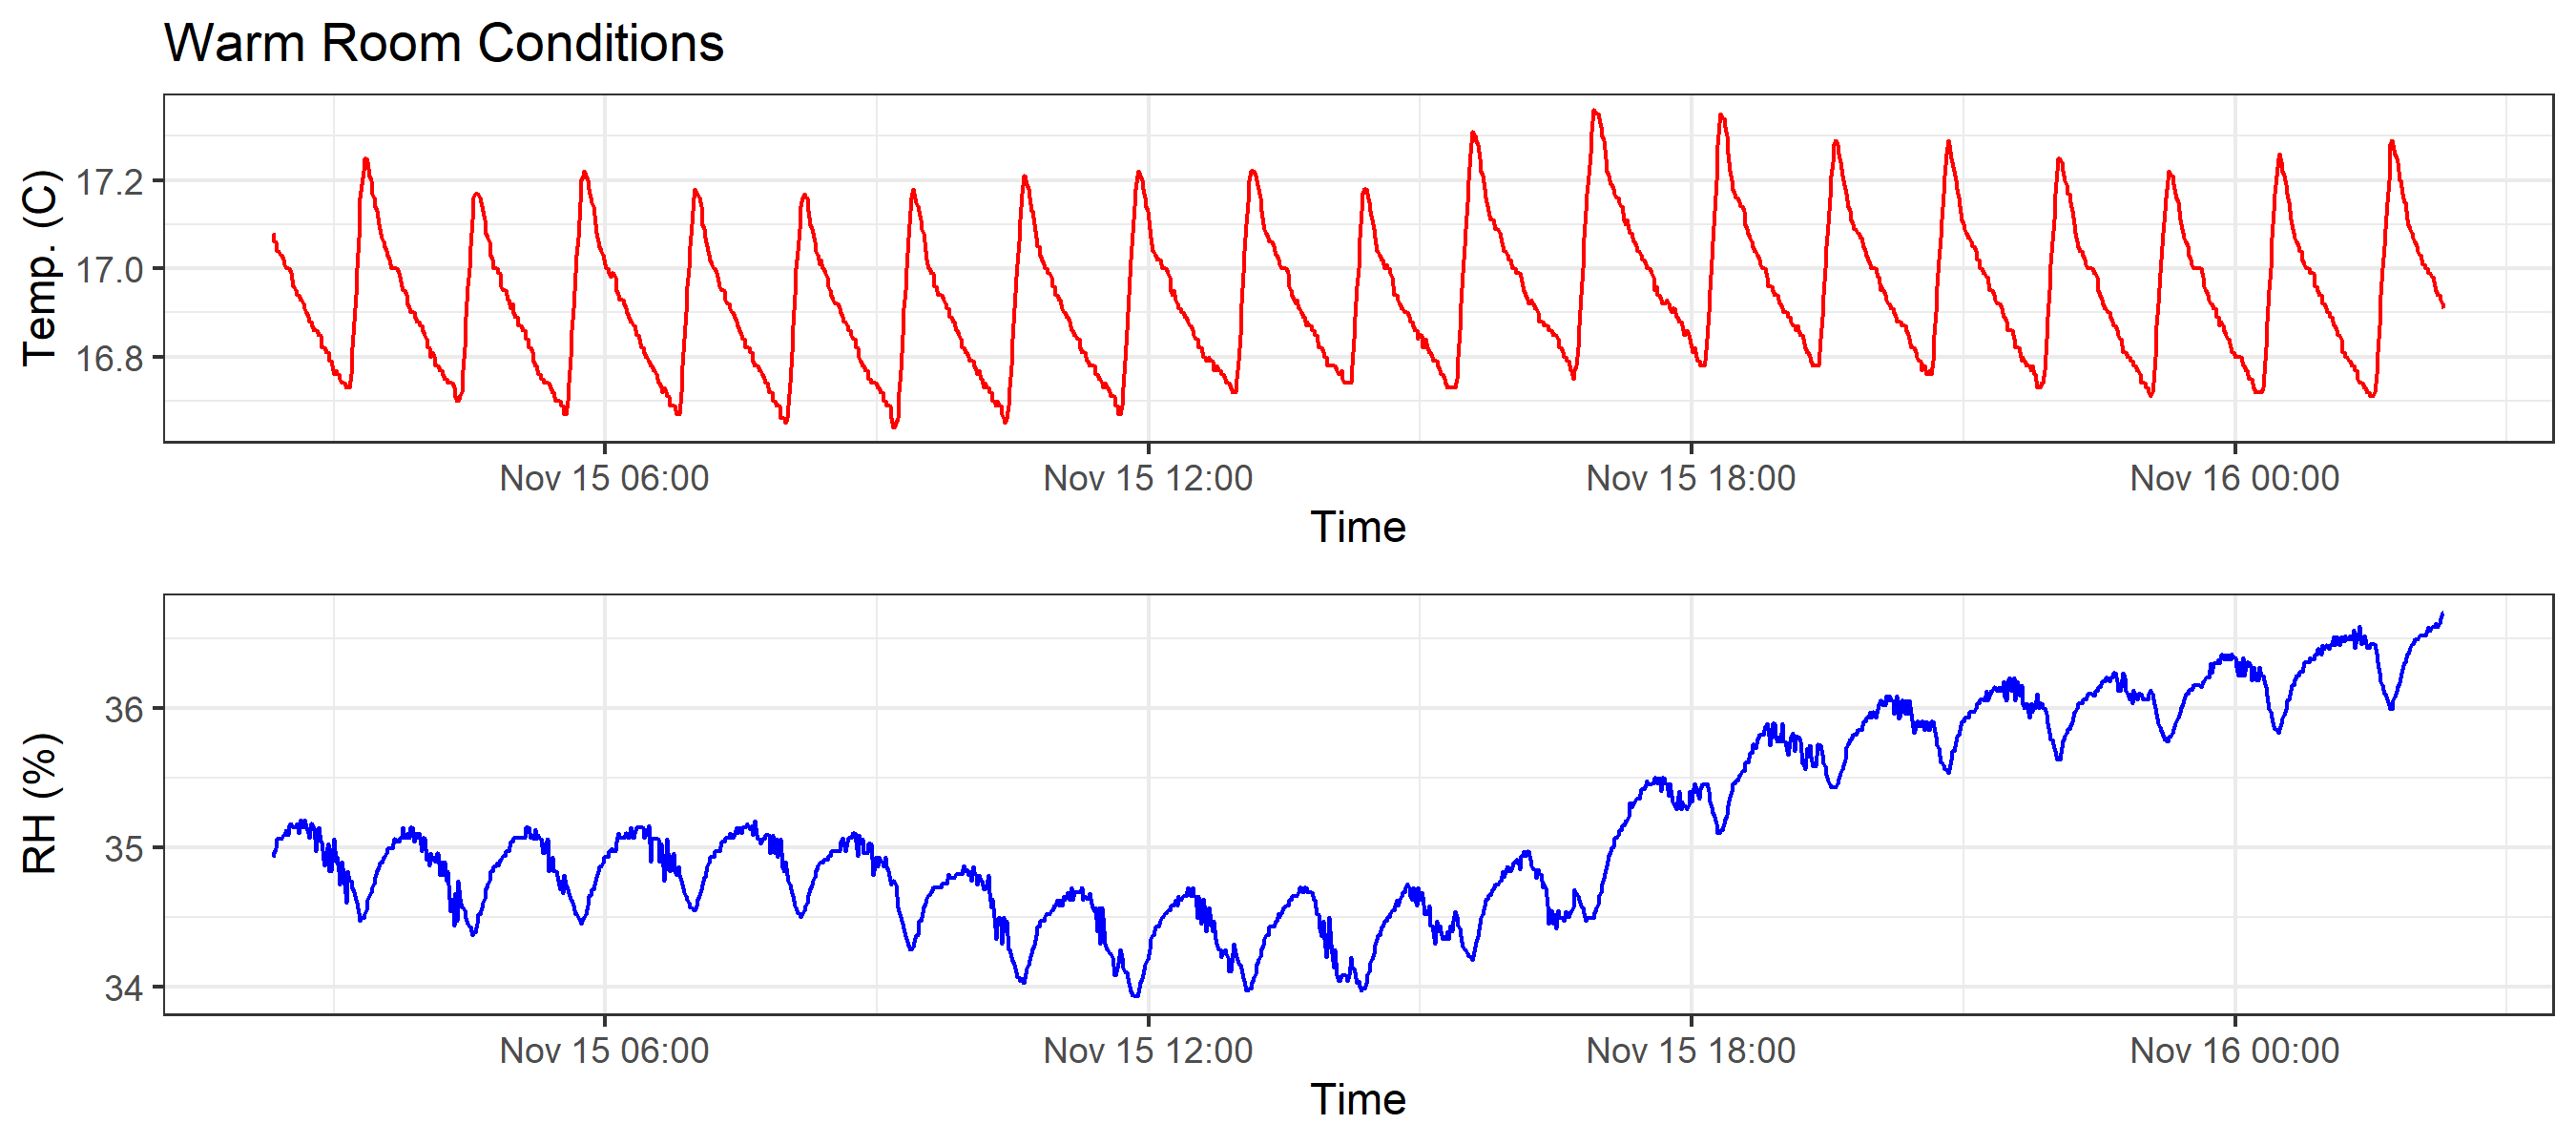 Warm Room Conditions
Temp. (C)
17.2
17.0
16.8
Nov 15 06:00 Nov 15 12:00 Nov 15 18:00 Nov 16 00:00
Time
RH (%)
36
35
34
Nov 15 06:00 Nov 15 12:00 Nov 15 18:00 Nov 16 00:00
Time